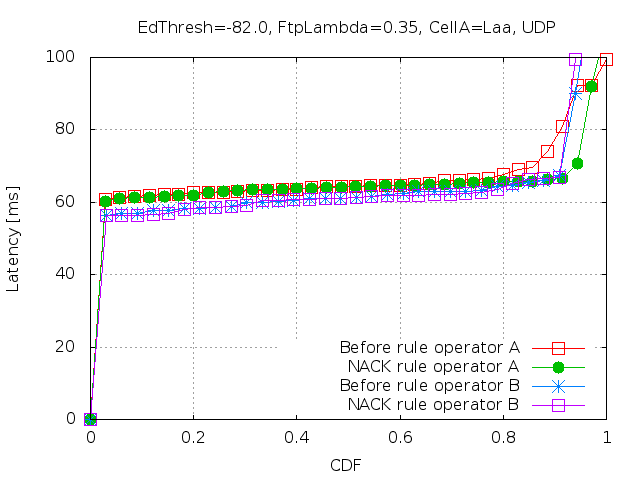 EdThresh=-82.0, FtpLambda=0.35, CellA=Laa, UDP
100
80
60
40
20
0
Latency [ms]
Before rule operator A
NACK rule operator A
Before rule operator B
NACK rule operator B
0 0.2 0.4 0.6 0.8 1
CDF